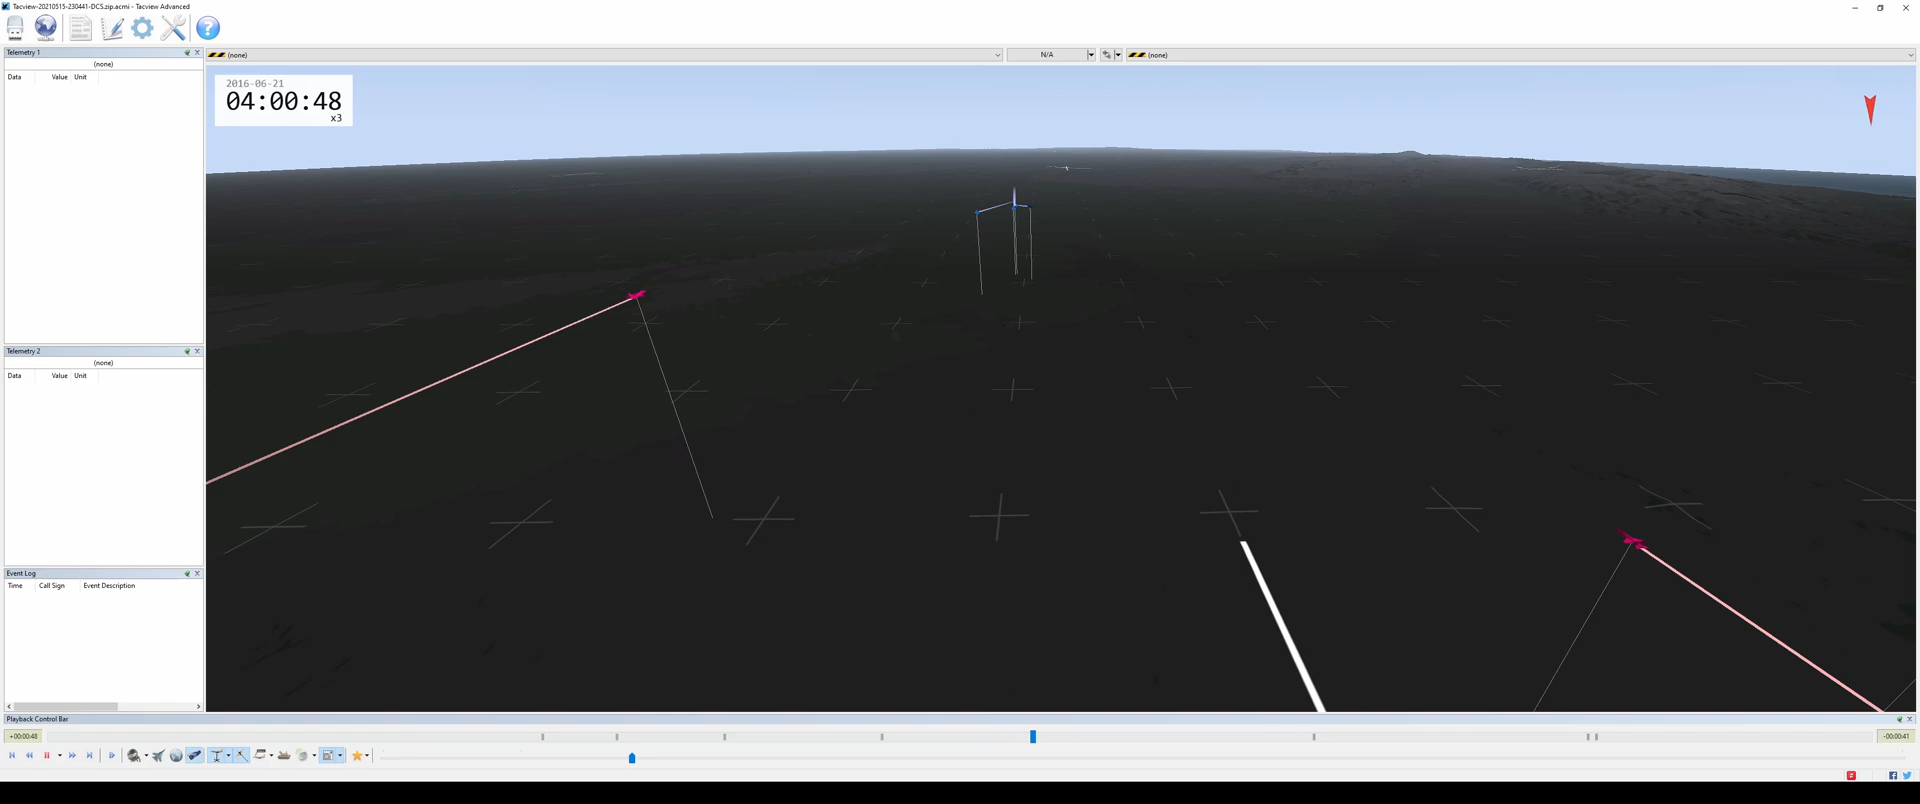 Tacview-20210515-230441-DCS.zip.acmi - Tacview Advanced
Telemetry 1
(none)
Data Value Unit
(none)
N/A
(none)
2016-06-21
04:00:48
x3
Telemetry 2
(none)
Data Value Unit
Event Log
Time Call Sign Event Description
Playback Control Bar
+00:00:48
-00:00:41